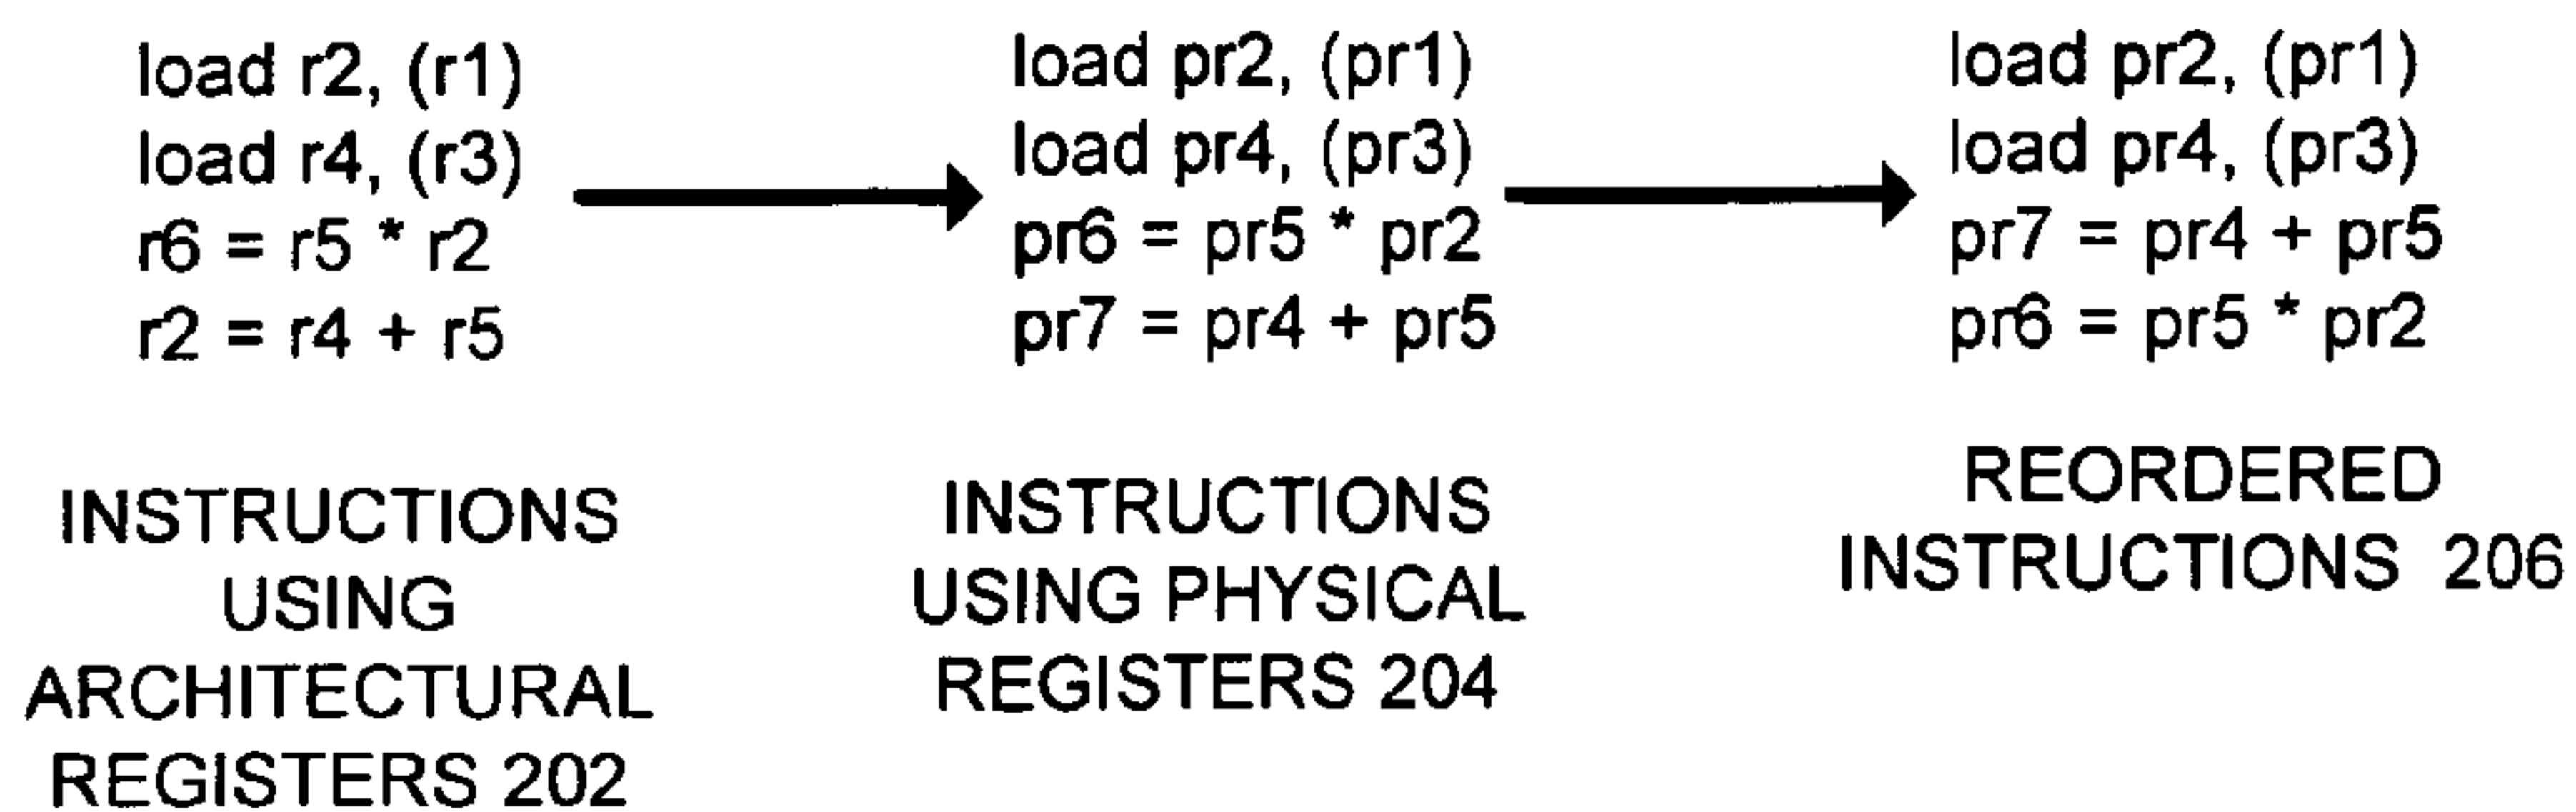 load r2, (r1)
load r4, (r3)
r6 = r5 * r2
r2 = r4 + r5
INSTRUCTIONS
USING
ARCHITECTURAL
REGISTERS 202
load pr2, (pr1)
load pr4, (pr3)
pr6 = pr5 * pr2
pr7 = pr4 + pr5
INSTRUCTIONS
USING PHYSICAL
REGISTERS 204
load pr2, (pr1)
load pr4, (pr3)
pr7 = pr4 + pr5
pr6 = pr5 * pr2
REORDERED
INSTRUCTIONS 206